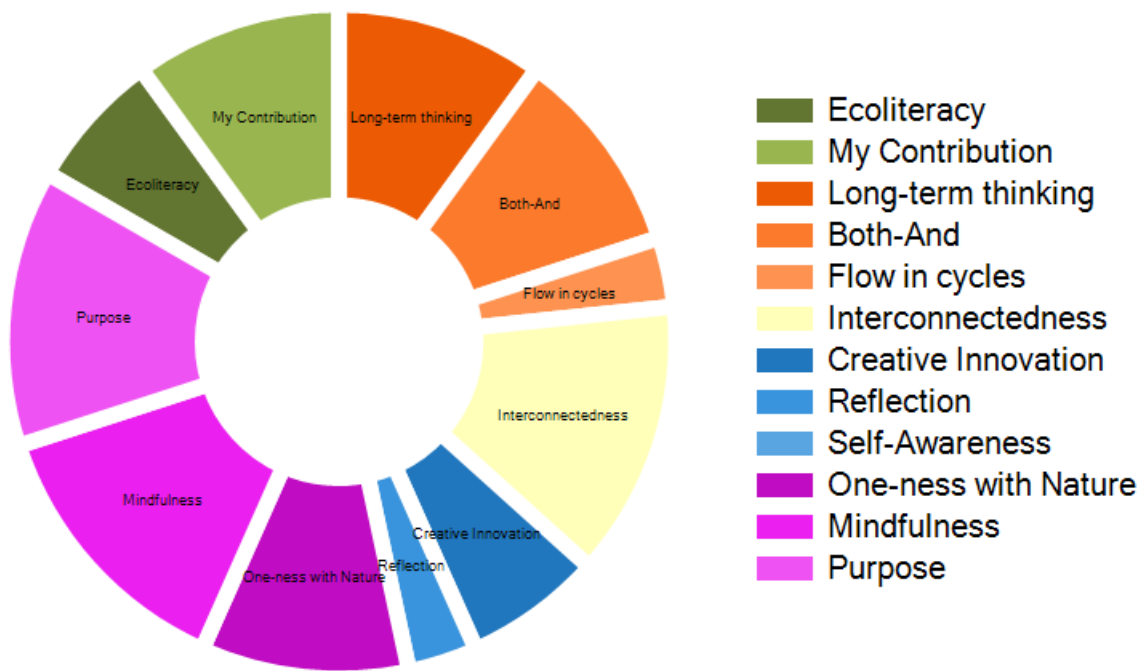 My Contribution
Long-term thinking
Ecoliteracy
Both-And
Flow in cycles
Purpose
Interconnectedness
Mindfulness
Creative Innovation
Reflection
One-ness with Nature
Ecoliteracy
My Contribution
Long-term thinking
Both-And
Flow in cycles
Interconnectedness
Creative Innovation
Reflection
Self-Awareness
One-ness with Nature
Mindfulness
Purpose